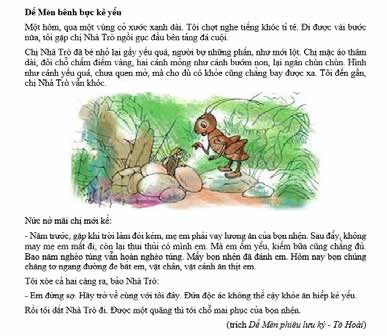 Dế Mèn bênh vực kẻ yếu
Một hôm, qua một vùng cỏ xước xanh dài. Tôi chợt nghe tiếng khóc tỉ tê. Đi được vài bước
nữa, tôi gặp chị Nhà Trò ngồi gục đầu bên tảng đá cuội.
Chị Nhà Trò đã bé nhỏ lại gầy yếu quá, người bự những phấn, như mới lột. Chị mặc áo thâm
dài, đôi chỗ chấm điểm vàng, hai cánh mỏng như cánh bướm non, lại ngắn chùn chùn. Hình
như cánh yếu quá, chưa quen mở, mà cho dù có khỏe cũng chẳng bay được xa. Tôi đến gần,
chị Nhà Trò vẫn khóc.
Nức nở mãi chị mới kể:
- Năm trước, gặp khi trời làm đói kém, mẹ em phải vay lương ăn của bọn nhện. Sau đấy, không
may mẹ em mất đi, còn lại thui thủi có mình em. Mà em ốm yếu, kiếm bữa cũng chẳng đủ.
Bao năm nghèo túng vẫn hoàn nghèo túng. Mấy bọn nhện đã đánh em. Hôm nay bọn chúng
chăng tơ ngang đường đe bắt em, vặt chân, vặt cánh ăn thịt em.
Tôi xòe cả hai càng ra, bảo Nhà Trò:
- Em đừng sợ. Hãy trở về cùng với tôi đây. Đứa độc ác không thể cậy khỏe ăn hiếp kẻ yếu.
Rồi tôi dắt Nhà Trò đi. Được một quãng thì tới chỗ mai phục của bọn nhện.
(trích Dế Mèn phiêu lưu ký - Tô Hoài)